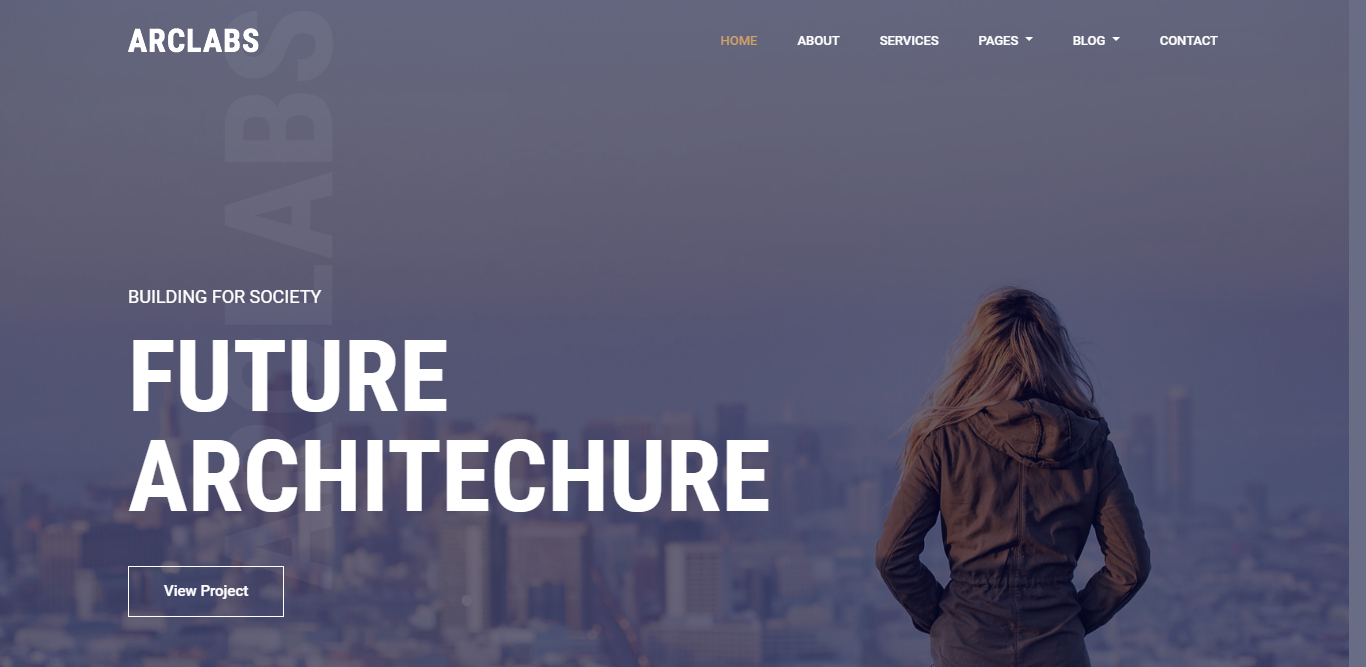 ARCLABS
HOME ABOUT SERVICES PAGES BLOG CONTACT
ARCLABS
BUILDING FOR SOCIETY
FUTURE
ARCHITECHURE
View Project